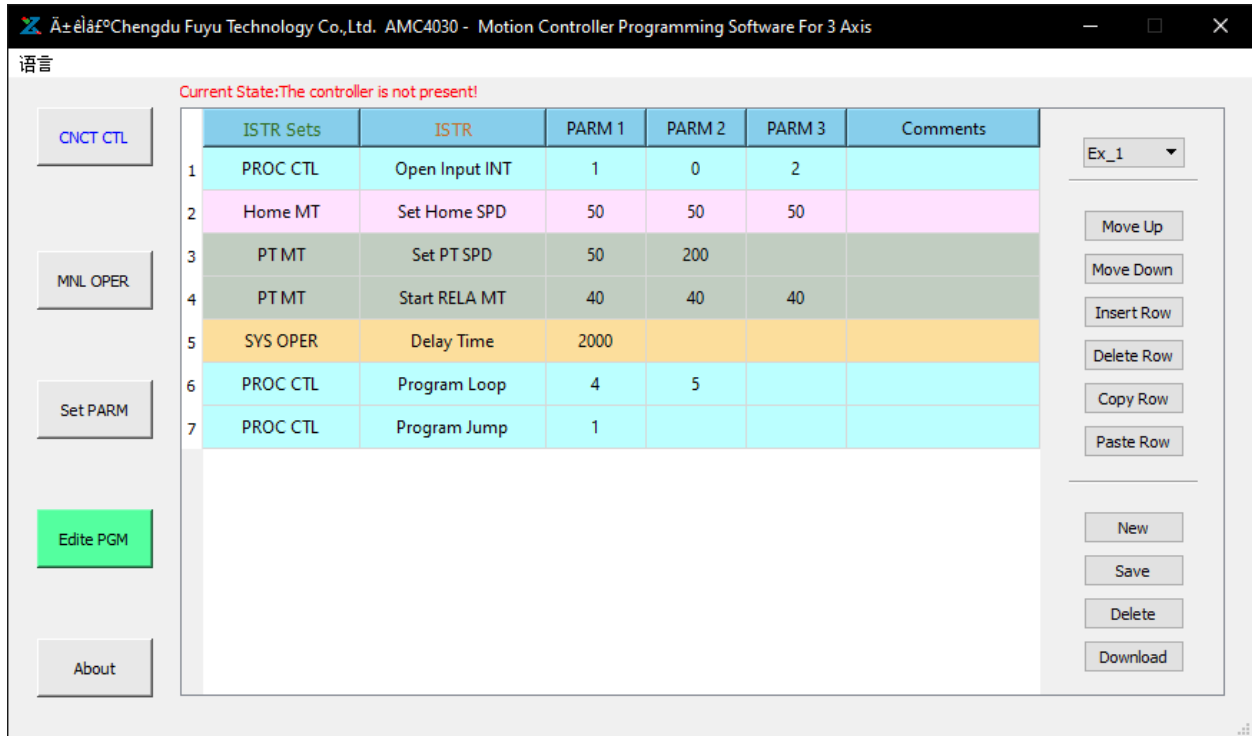 Ä±êÌâ£ºChengdu Fuyu Technology Co.,Ltd. AMC4030 - Motion Controller Programming Software For 3 Axis
语言
Current State:The controller is not present!
CNCT CTL
MNL OPER
Set PARM
Edite PGM
About
ISTR Sets ISTR PARM 1 PARM 2 PARM 3 Comments
1 PROC CTL Open Input INT 1 0 2
2 Home MT Set Home SPD 50 50 50
3 PT MT Set PT SPD 50 200
4 PT MT Start RELA MT 40 40 40
5 SYS OPER Delay Time 2000
6 PROC CTL Program Loop 4 5
7 PROC CTL Program Jump 1
Ex_1
Move Up
Move Down
Insert Row
Delete Row
Copy Row
Paste Row
New
Save
Delete
Download